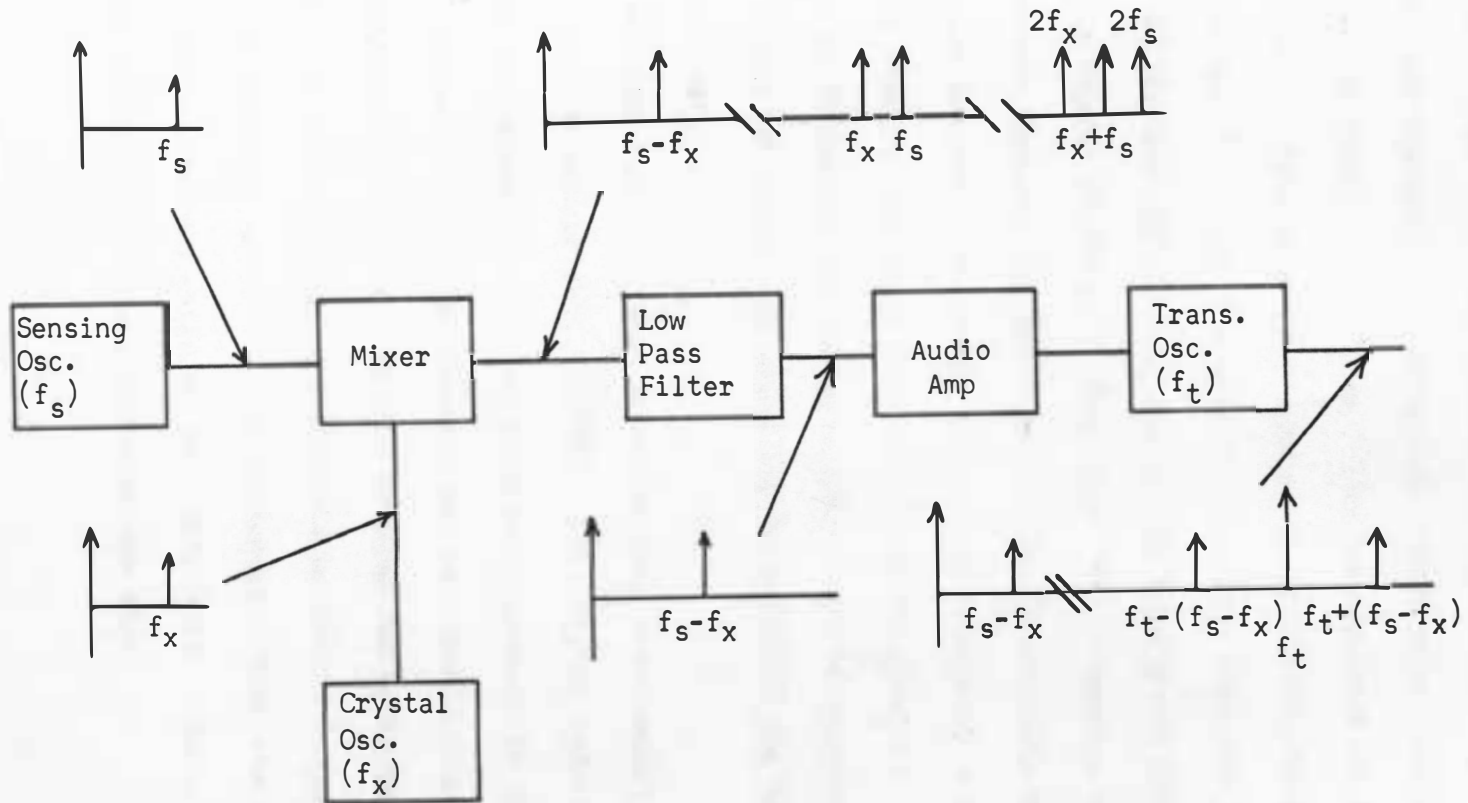 2fₓ 2fₛ
fₛ
fₛ-fₓ
fₓ fₛ
fₓ+fₛ
Sensing
Osc.
(fₛ)
Mixer
Low
Pass
Filter
Audio
Amp
Trans.
Osc.
(fₜ)
fₓ
fₛ-fₓ
fₛ-fₓ
fₜ-(fₛ-fₓ) fₜ+(fₛ-fₓ)
fₜ
Crystal
Osc.
(fₓ)